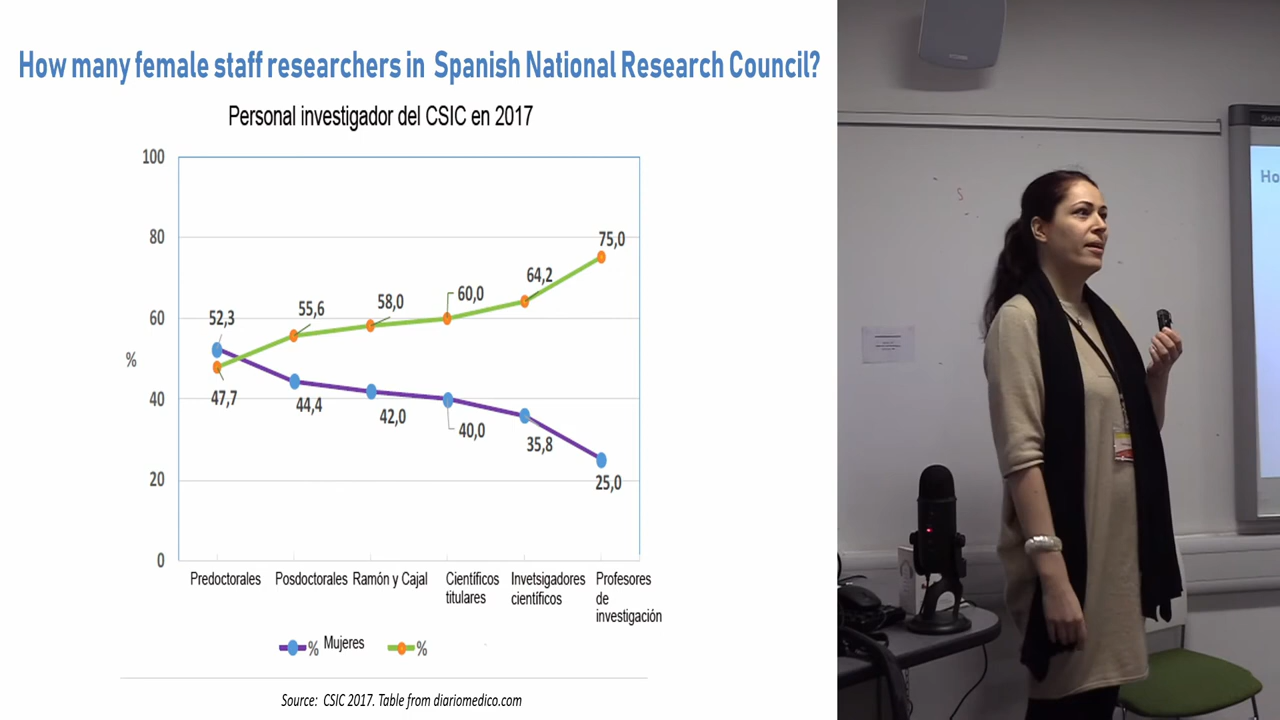 How many female staff researchers in Spanish National Research Council?
Personal investigador del CSIC en 2017
100
80
60
40
20
0
%
52,3
55,6
58,0
60,0
64,2
75,0
47,7
44,4
42,0
40,0
35,8
25,0
Predoctorales
Posdoctorales
Ramón y Cajal
Científicos
titulares
Invetsigadores
científicos
Profesores
de
investigación
% Mujeres
%
Source: CSIC 2017. Table from diariomedico.com
Ho